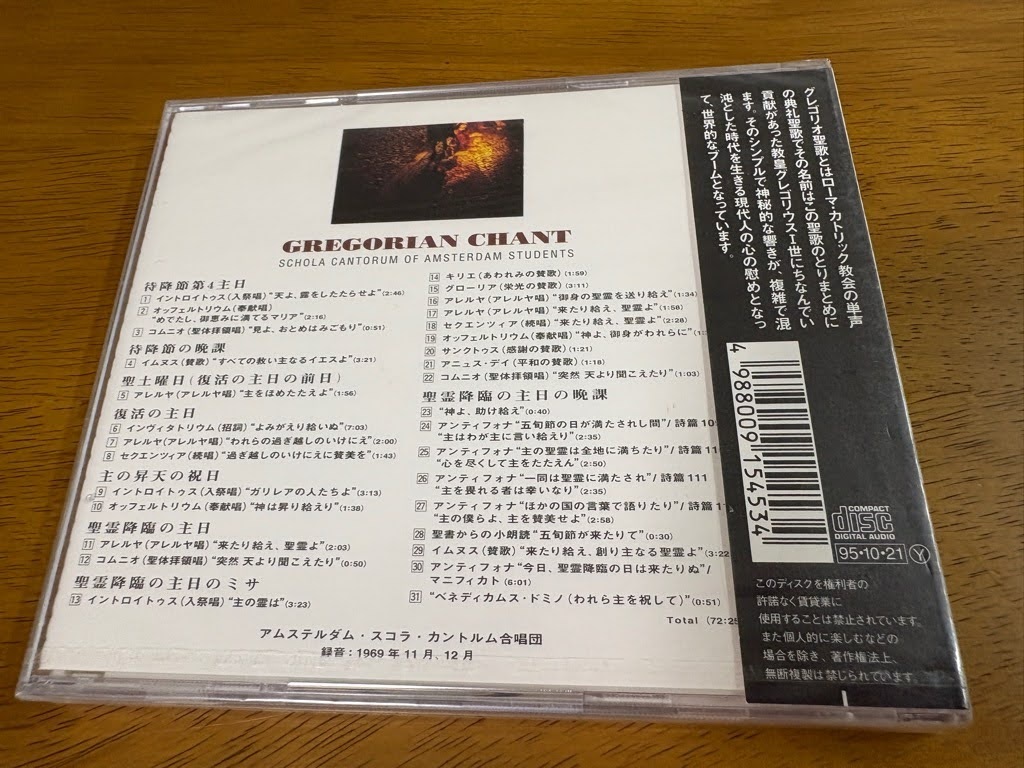 GREGORIAN CHANT
SCHOLA CANTORUM OF AMSTERDAM STUDENTS
待降節第4主日
1 イントロイトゥス(入祭唱)“天よ、露をしたたらせよ”(2:46)
2 オッフェルトリウム(奉献唱)
“めでたし、御恵みに満てるマリア”(2:16)
3 コムニオ(聖体拝領唱)“見よ、おとめはみごもり”(0:51)
待降節の晩課
4 イムヌス(賛歌)“すべての救い主なるイエスよ”(3:21)
聖土曜日(復活の主日の前日)
5 アレルヤ(アレルヤ唱)“主をほめたたえよ”(1:56)
復活の主日
6 インヴィタトリウム(招詞)“よみがえり給いぬ”(7:03)
7 アレルヤ(アレルヤ唱)“われらの過ぎ越しのいけにえ”(2:00)
8 セクエンツィア(続唱)“過ぎ越しのいけにえに賛美を”(1:43)
主の昇天の祝日
9 イントロイトゥス(入祭唱)“ガリレアの人たちよ”(3:13)
10 オッフェルトリウム(奉献唱)“神は昇り給えり”(1:38)
聖霊降臨の主日
11 アレルヤ(アレルヤ唱)“来たり給え、聖霊よ”(2:03)
12 コムニオ(聖体拝領唱)“突然 天より聞こえたり”(0:50)
聖霊降臨の主日のミサ
13 イントロイトゥス(入祭唱)“主の霊は”(3:23)
14 キリエ(あわれみの賛歌)(1:59)
15 グローリア(栄光の賛歌)(3:11)
16 アレルヤ(アレルヤ唱)“御身の聖霊を送り給え”(1:34)
17 アレルヤ(アレルヤ唱)“来たり給え、聖霊よ”(1:58)
18 セクエンツィア(続唱)“来たり給え、聖霊よ”(2:28)
19 オッフェルトリウム(奉献唱)“神よ、御身がわれらに”(1:
20 サンクトゥス(感謝の賛歌)(1:21)
21 アニュス・デイ(平和の賛歌)(1:18)
22 コムニオ(聖体拝領唱)“突然 天より聞こえたり”(1:03)
聖霊降臨の主日の晩課
23 “神よ、助け給え”(0:40)
24 アンティフォナ“五旬節の日が満たされし間”/詩篇10
“主はわが主に言い給えり”(2:35)
25 アンティフォナ“主の聖霊は全地に満ちたり”/詩篇11
“心を尽くして主をたたえん”(2:50)
26 アンティフォナ“一同は聖霊に満たされ”/詩篇111
“主を畏れる者は幸いなり”(2:35)
27 アンティフォナ“ほかの国の言葉で語りたり”/詩篇1
“主の僕らよ、主を賛美せよ”(2:58)
28 聖書からの小朗読“五旬節が来たりて”(0:30)
29 イムヌス(賛歌)“来たり給え、創り主なる聖霊よ”(3:22
30 アンティフォナ“今日、聖霊降臨の日は来たりぬ”/
マニフィカト(6:01)
31 “ベネディカムス・ドミノ(われら主を祝して)”(0:51)
Total (72:25
アムステルダム・スコラ・カントルム合唱団
録音:1969年11月、12月
グレゴリオ聖歌とはローマ・カトリック教会の単声
の典礼聖歌でその名前はこの聖歌のとりまとめに
貢献があった教皇グレゴリウスI世にちなんでい
ます。そのシンプルで神秘的な響きが、複雑で混
沌とした時代を生きる現代人の心の慰めとなっ
て、世界的なブームとなっています。
4988009154534
COMPACT
disc
DIGITAL AUDIO
95・10・21 Y
このディスクを権利者の
許諾なく賃貸業に
使用することは禁止されています。
また個人的に楽しむなどの
場合を除き、著作権法上、
無断複製は禁じられています。